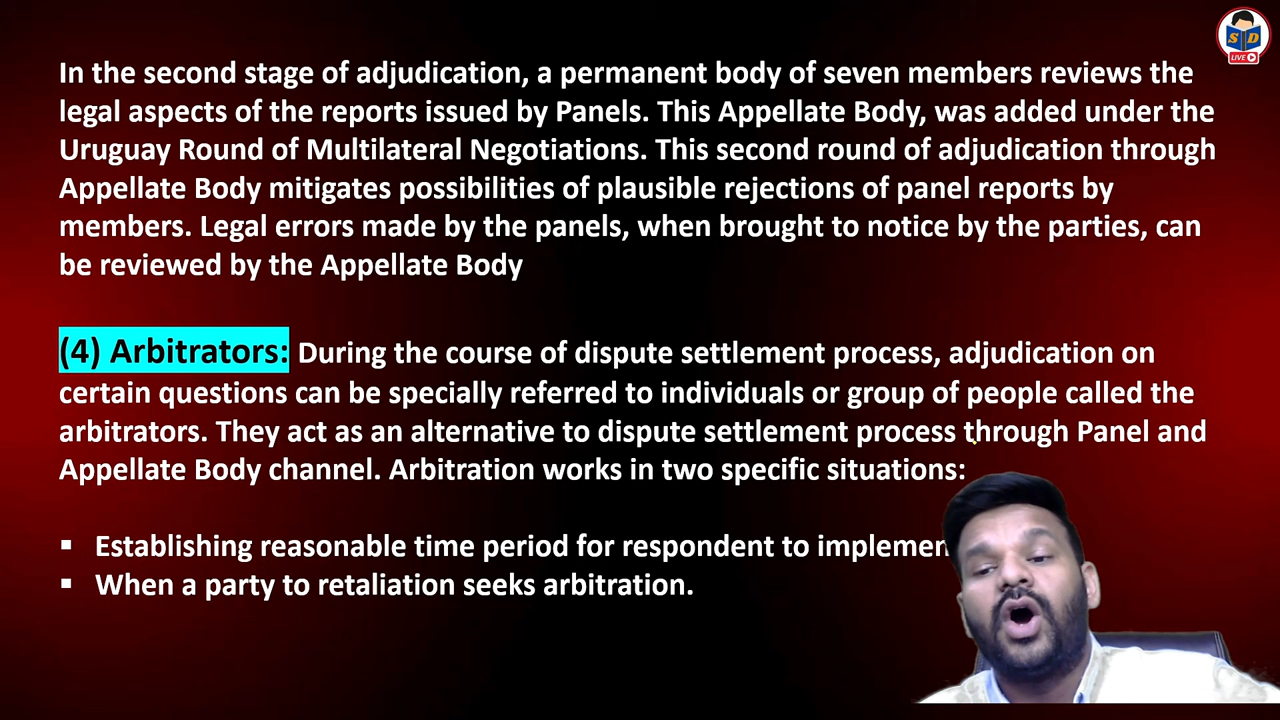 S D
LIVE
In the second stage of adjudication, a permanent body of seven members reviews the
legal aspects of the reports issued by Panels. This Appellate Body, was added under the
Uruguay Round of Multilateral Negotiations. This second round of adjudication through
Appellate Body mitigates possibilities of plausible rejections of panel reports by
members. Legal errors made by the panels, when brought to notice by the parties, can
be reviewed by the Appellate Body
(4) Arbitrators: During the course of dispute settlement process, adjudication on
certain questions can be specially referred to individuals or group of people called the
arbitrators. They act as an alternative to dispute settlement process through Panel and
Appellate Body channel. Arbitration works in two specific situations:
▪ Establishing reasonable time period for respondent to
▪ When a party to retaliation seeks arbitration.